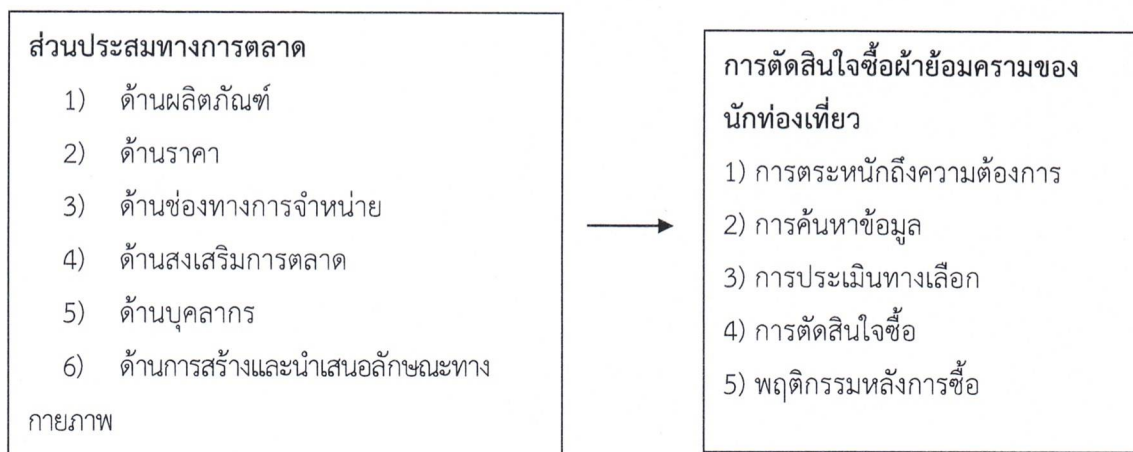 ส่วนประสมทางการตลาด
1) ด้านผลิตภัณฑ์
2) ด้านราคา
3) ด้านช่องทางการจำหน่าย
4) ด้านสงเสริมการตลาด
5) ด้านบุคลากร
6) ด้านการสร้างและนำเสนอลักษณะทาง
กายภาพ
การตัดสินใจซื้อผ้าย้อมครามของ
นักท่องเที่ยว
1) การตระหนักถึงความต้องการ
2) การค้นหาข้อมูล
3) การประเมินทางเลือก
4) การตัดสินใจซื้อ
5) พฤติกรรมหลังการซื้อ